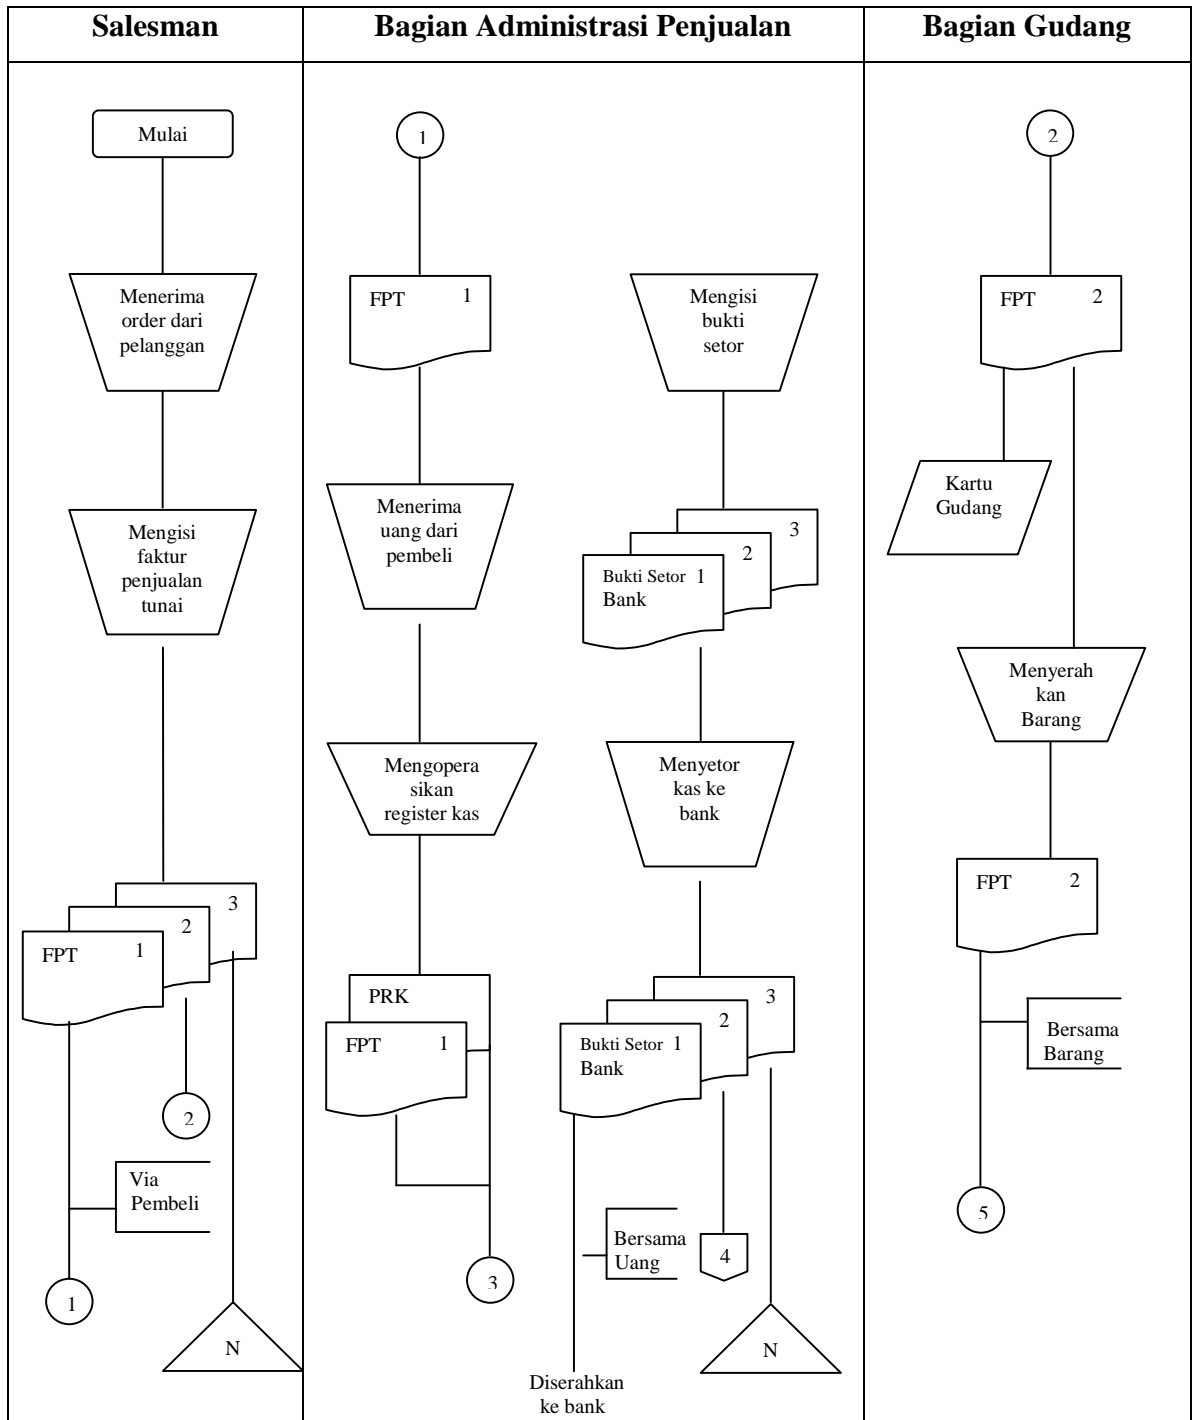 Salesman
Bagian Administrasi Penjualan
Bagian Gudang
Mulai
Menerima
order dari
pelanggan
Mengisi
faktur
penjualan
tunai
3
2
FPT 1
2
Via
Pembeli
1
N
1
FPT 1
Menerima
uang dari
pembeli
Mengopera
sikan
register kas
PRK
FPT 1
3
Mengisi
bukti
setor
3
2
Bukti Setor 1
Bank
Menyetor
kas ke
bank
3
2
Bukti Setor 1
Bank
Bersama
Uang
4
N
Diserahkan
ke bank
2
FPT 2
Kartu
Gudang
Menyerah
kan
Barang
FPT 2
Bersama
Barang
5